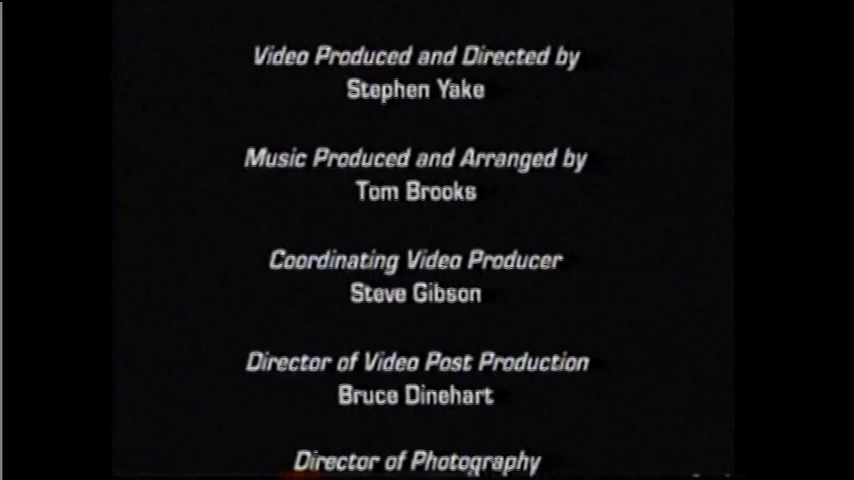 Video Produced and Directed by
Stephen Yake
Music Produced and Arranged by
Tom Brooks
Coordinating Video Producer
Steve Gibson
Director of Video Post Production
Bruce Dinehart
Director of Photography